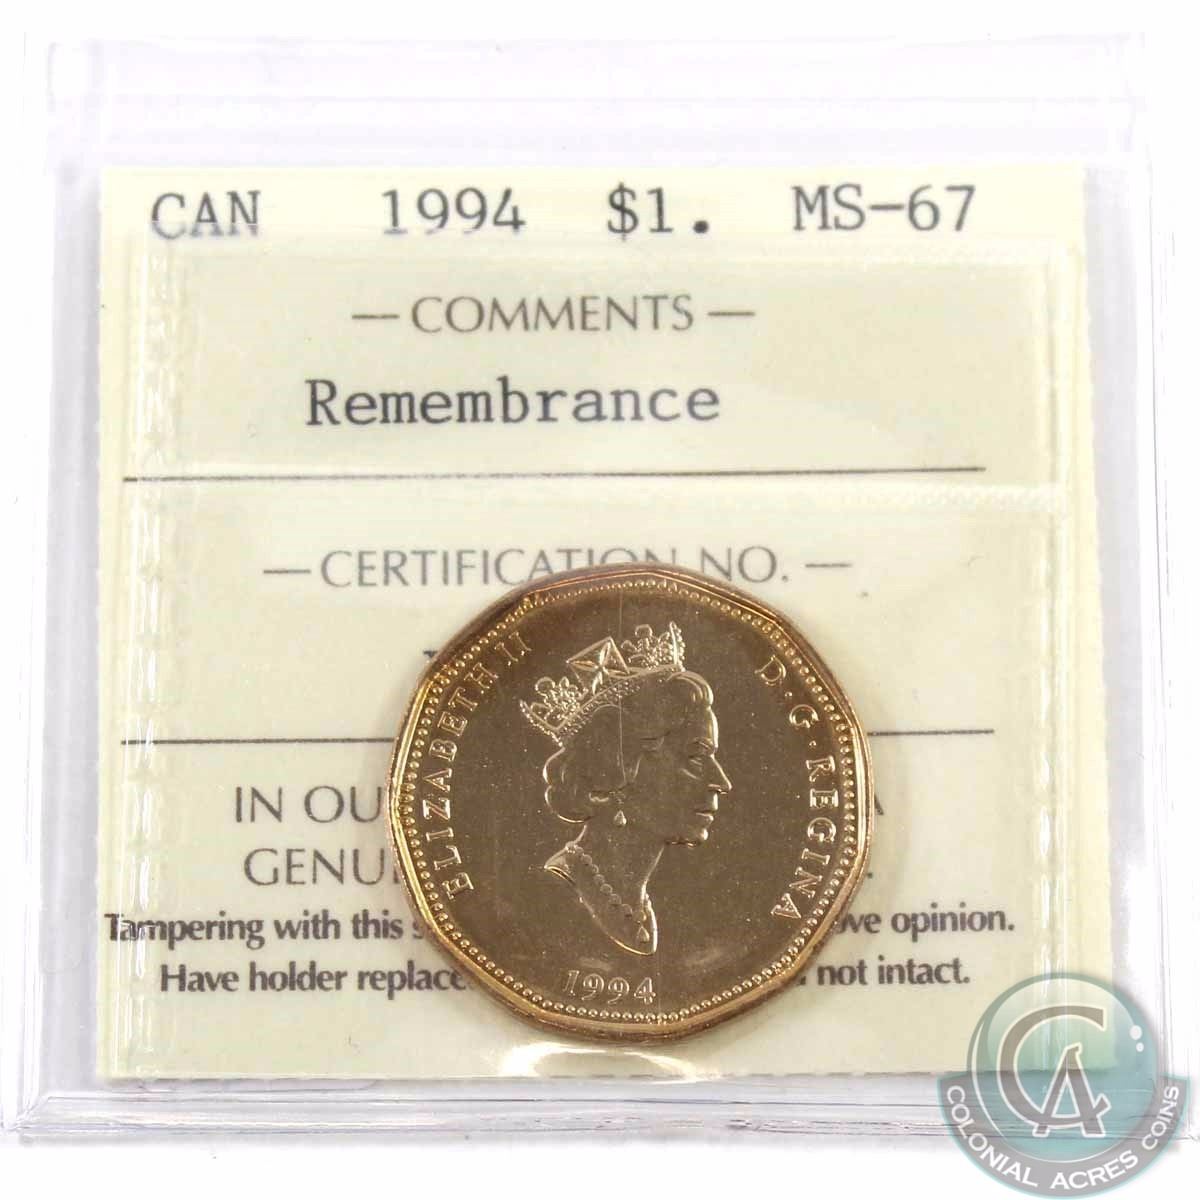 CAN 1994 $1. MS-67
— COMMENTS —
Remembrance
— CERTIFICATION NO. —
ELIZABETH II D·G·REGINA
1994
IN OU
GENU
Tampering with this s ve opinion.
Have holder replace not intact.
CA
COLONIAL ACRES COINS